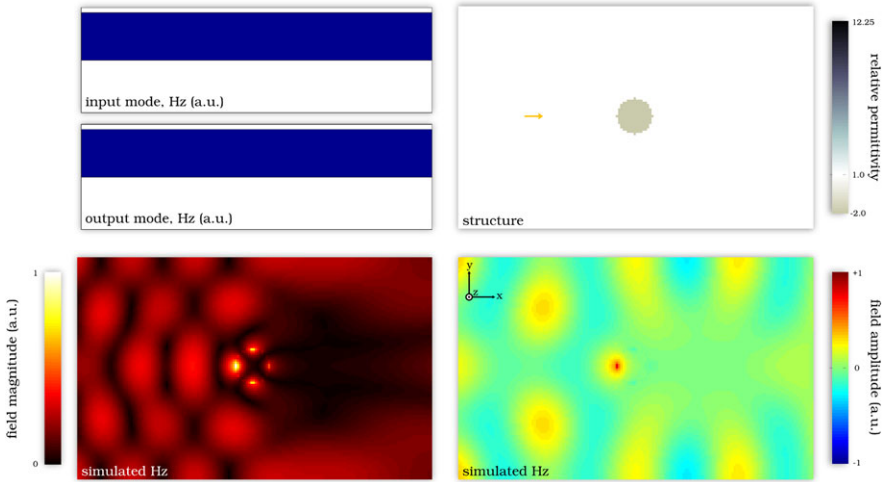 input mode, Hz (a.u.)
output mode, Hz (a.u.)
structure
12.25
1.0
-2.0
relative permittivity
field magnitude (a.u.)
1
0
simulated Hz
y
z
x
simulated Hz
+1
0
-1
field amplitude (a.u.)